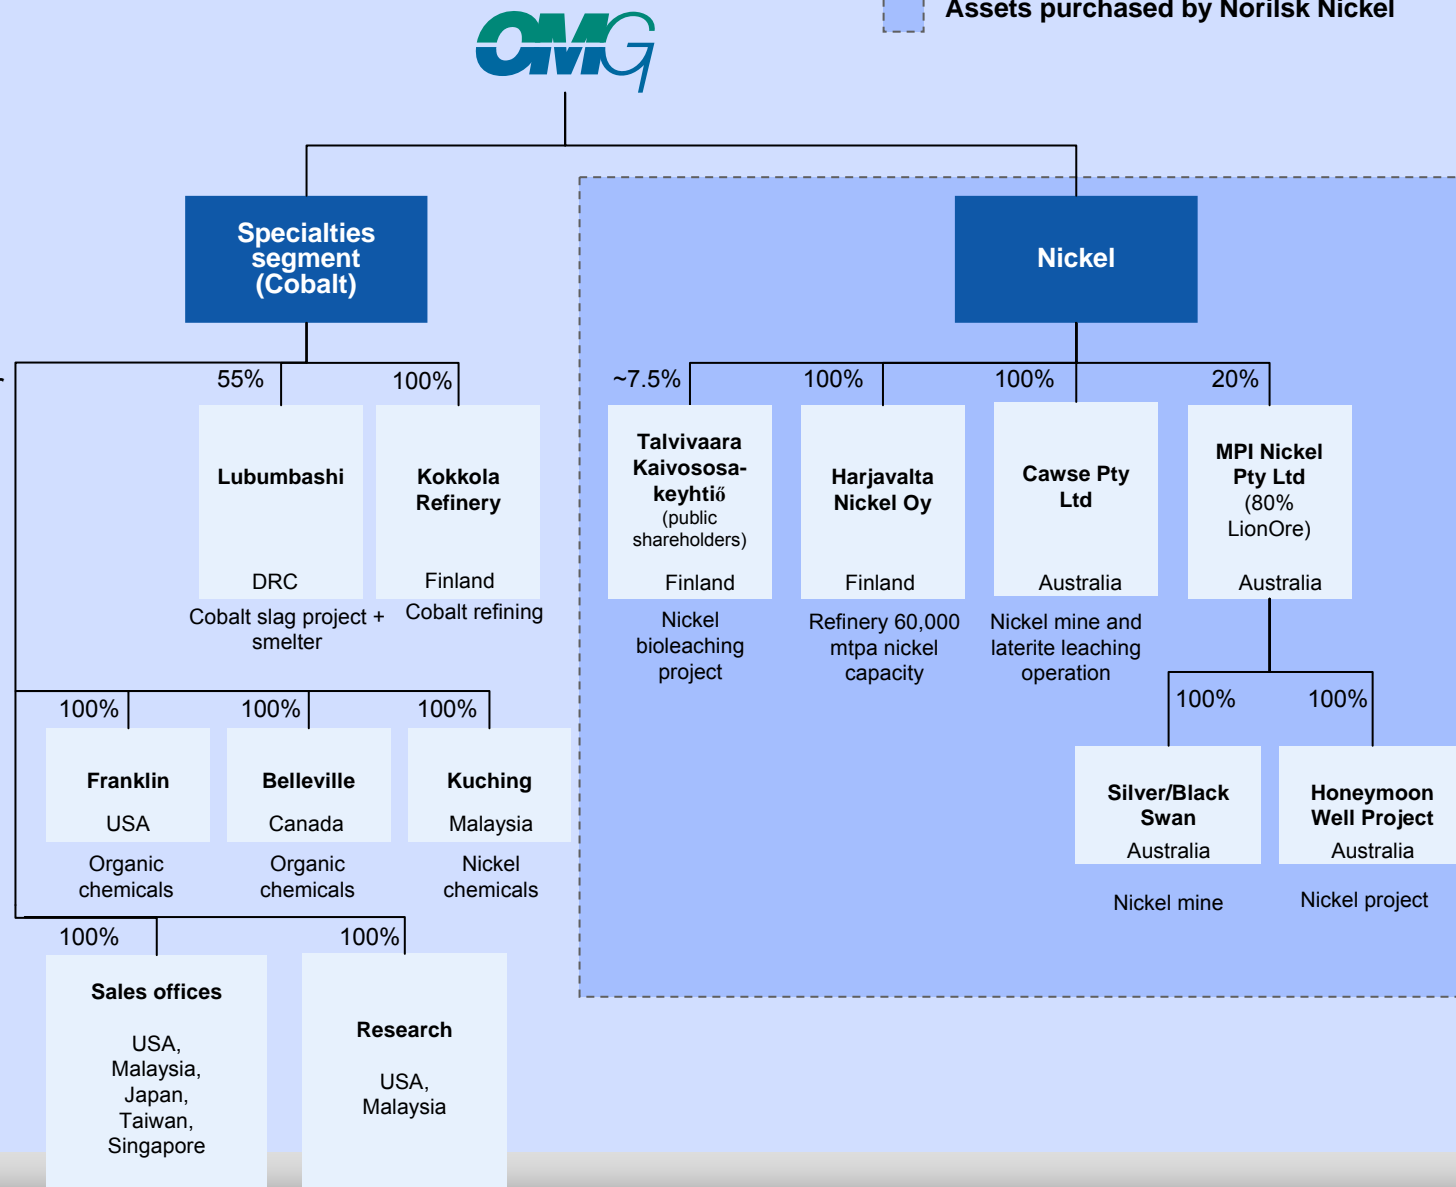 Assets purchased by Norilsk Nickel
OMG
Specialties
segment
(Cobalt)
Nickel
55%
100%
~7.5%
100%
100%
20%
Lubumbashi
DRC
Cobalt slag project +
smelter
Kokkola
Refinery
Finland
Cobalt refining
Talvivaara
Kaivososa-
keyhtiő
(public
shareholders)
Finland
Nickel
bioleaching
project
Harjavalta
Nickel Oy
Finland
Refinery 60,000
mtpa nickel
capacity
Cawse Pty
Ltd
Australia
Nickel mine and
laterite leaching
operation
MPI Nickel
Pty Ltd
(80%
LionOre)
Australia
100%
100%
100%
100%
100%
Franklin
USA
Organic
chemicals
Belleville
Canada
Organic
chemicals
Kuching
Malaysia
Nickel
chemicals
Silver/Black
Swan
Australia
Nickel mine
Honeymoon
Well Project
Australia
Nickel project
100%
100%
Sales offices
USA,
Malaysia,
Japan,
Taiwan,
Singapore
Research
USA,
Malaysia